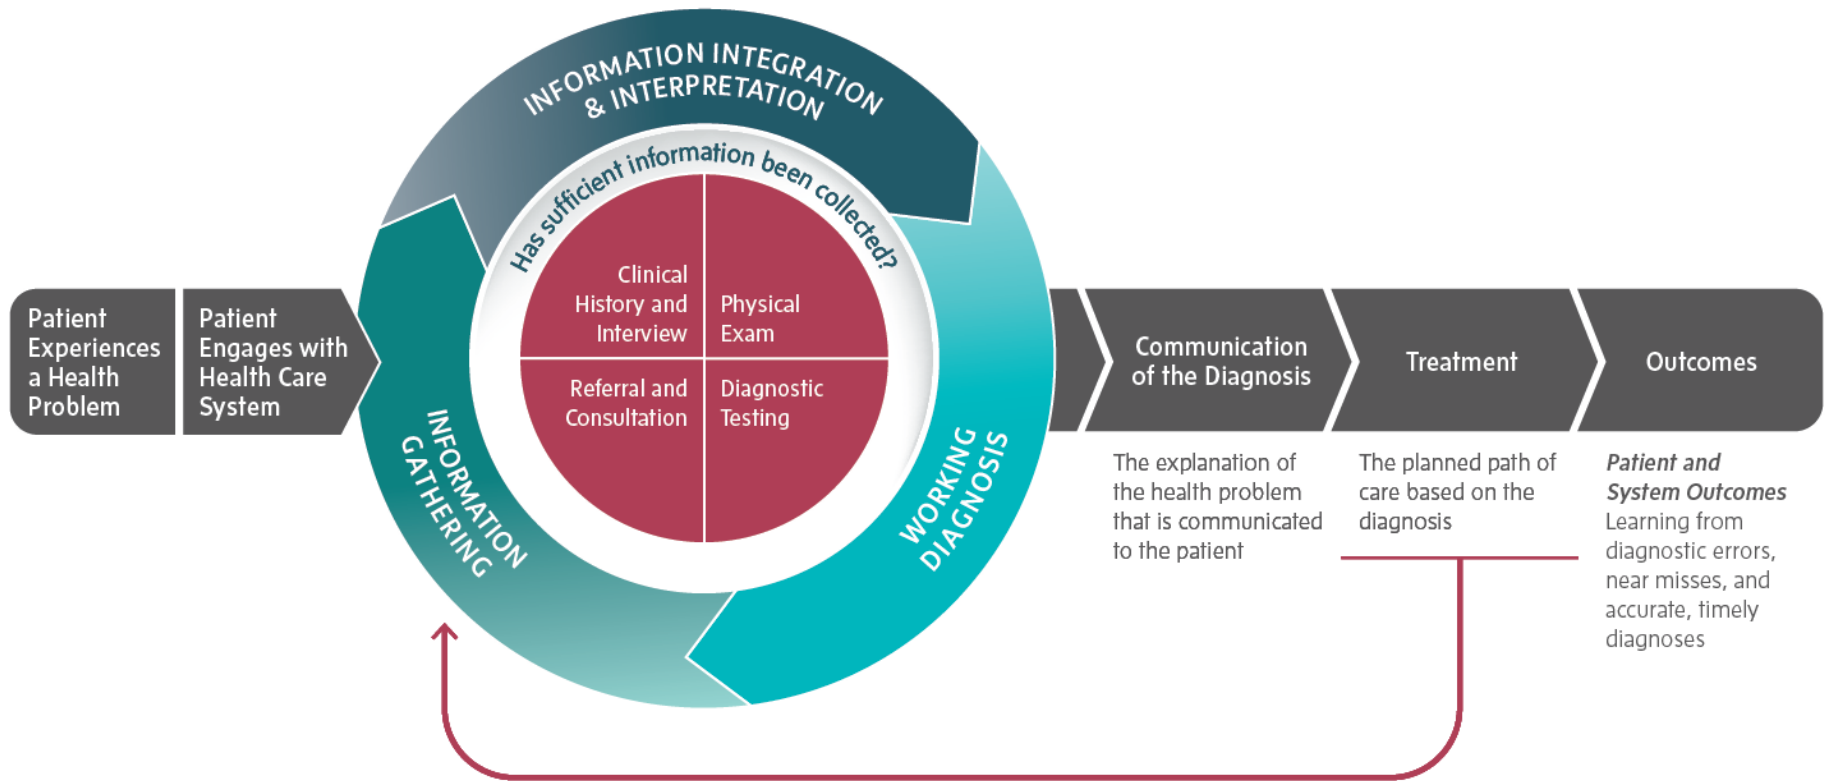 Patient
Experiences
a Health
Problem
Patient
Engages with
Health Care
System
INFORMATION GATHERING
INFORMATION INTEGRATION
& INTERPRETATION
WORKING
DIAGNOSIS
Has sufficient information been collected?
Clinical
History and
Interview
Physical
Exam
Referral and
Consultation
Diagnostic
Testing
Communication
of the Diagnosis
The explanation of
the health problem
that is communicated
to the patient
Treatment
The planned path of
care based on the
diagnosis
Outcomes
Patient and
System Outcomes
Learning from
diagnostic errors,
near misses, and
accurate, timely
diagnoses